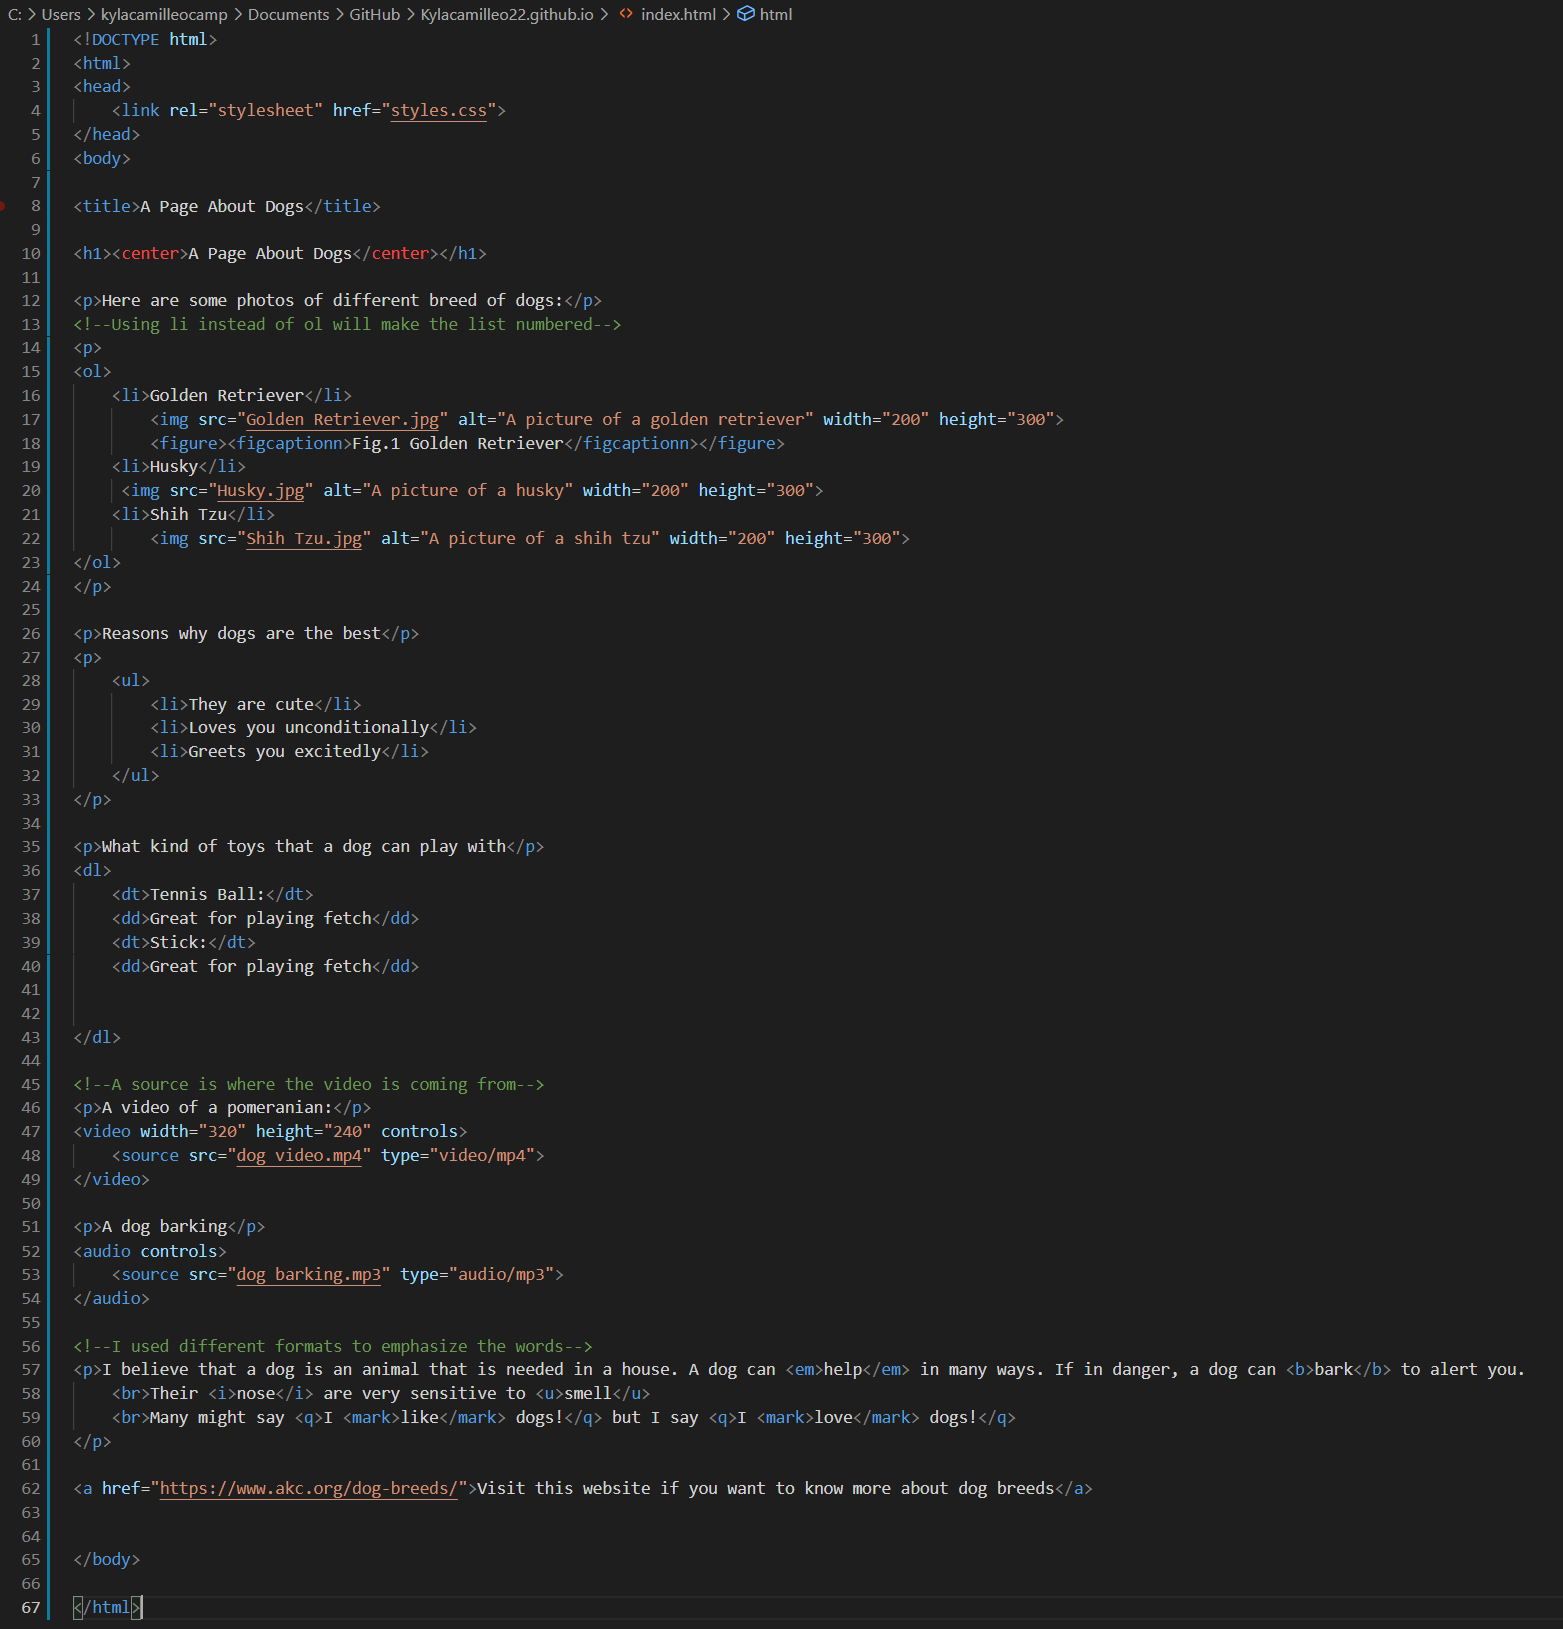 C: > Users > kylacamilleocamp > Documents > GitHub > Kylacamilleo22.github.io > <> index.html > html
1 <!DOCTYPE html>
2 <html>
3 <head>
4 <link rel="stylesheet" href="styles.css">
5 </head>
6 <body>
7
8 <title>A Page About Dogs</title>
9
10 <h1><center>A Page About Dogs</center></h1>
11
12 <p>Here are some photos of different breed of dogs:</p>
13 <!--Using li instead of ol will make the list numbered-->
14 <p>
15 <ol>
16 <li>Golden Retriever</li>
17 <img src="Golden Retriever.jpg" alt="A picture of a golden retriever" width="200" height="300">
18 <figure><figcaptionn>Fig.1 Golden Retriever</figcaptionn></figure>
19 <li>Husky</li>
20 <img src="Husky.jpg" alt="A picture of a husky" width="200" height="300">
21 <li>Shih Tzu</li>
22 <img src="Shih Tzu.jpg" alt="A picture of a shih tzu" width="200" height="300">
23 </ol>
24 </p>
25
26 <p>Reasons why dogs are the best</p>
27 <p>
28 <ul>
29 <li>They are cute</li>
30 <li>Loves you unconditionally</li>
31 <li>Greets you excitedly</li>
32 </ul>
33 </p>
34
35 <p>What kind of toys that a dog can play with</p>
36 <dl>
37 <dt>Tennis Ball:</dt>
38 <dd>Great for playing fetch</dd>
39 <dt>Stick:</dt>
40 <dd>Great for playing fetch</dd>
41
42
43 </dl>
44
45 <!--A source is where the video is coming from-->
46 <p>A video of a pomeranian:</p>
47 <video width="320" height="240" controls>
48 <source src="dog video.mp4" type="video/mp4">
49 </video>
50
51 <p>A dog barking</p>
52 <audio controls>
53 <source src="dog barking.mp3" type="audio/mp3">
54 </audio>
55
56 <!--I used different formats to emphasize the words-->
57 <p>I believe that a dog is an animal that is needed in a house. A dog can <em>help</em> in many ways. If in danger, a dog can <b>bark</b> to alert you.
58 <br>Their <i>nose</i> are very sensitive to <u>smell</u>
59 <br>Many might say <q>I <mark>like</mark> dogs!</q> but I say <q>I <mark>love</mark> dogs!</q>
60 </p>
61
62 <a href="https://www.akc.org/dog-breeds/">Visit this website if you want to know more about dog breeds</a>
63
64
65 </body>
66
67 </html>